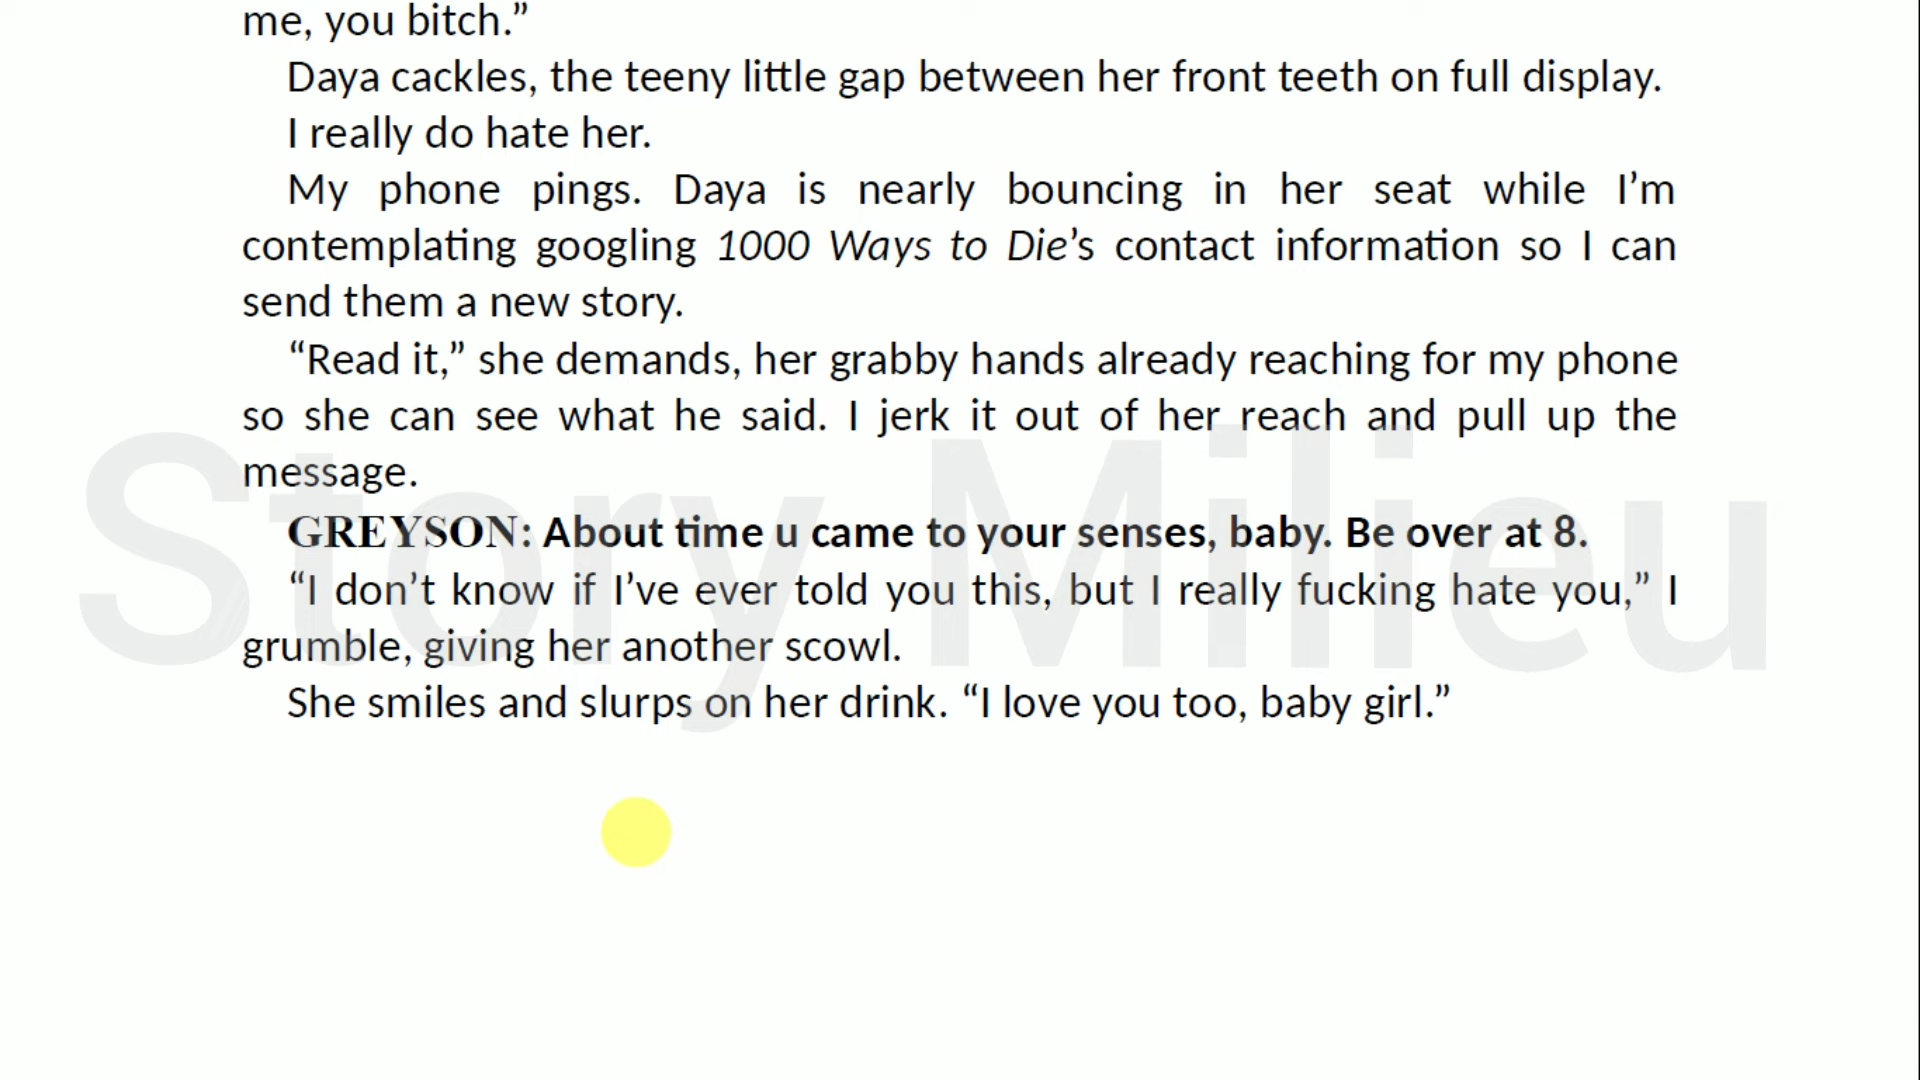 me, you bitch.”
Daya cackles, the teeny little gap between her front teeth on full display.
I really do hate her.
My phone pings. Daya is nearly bouncing in her seat while I’m
contemplating googling 1000 Ways to Die’s contact information so I can
send them a new story.
“Read it,” she demands, her grabby hands already reaching for my phone
so she can see what he said. I jerk it out of her reach and pull up the
message.
GREYSON: About time u came to your senses, baby. Be over at 8.
“I don’t know if I’ve ever told you this, but I really fucking hate you,” I
grumble, giving her another scowl.
She smiles and slurps on her drink. “I love you too, baby girl.”
Story Milieu